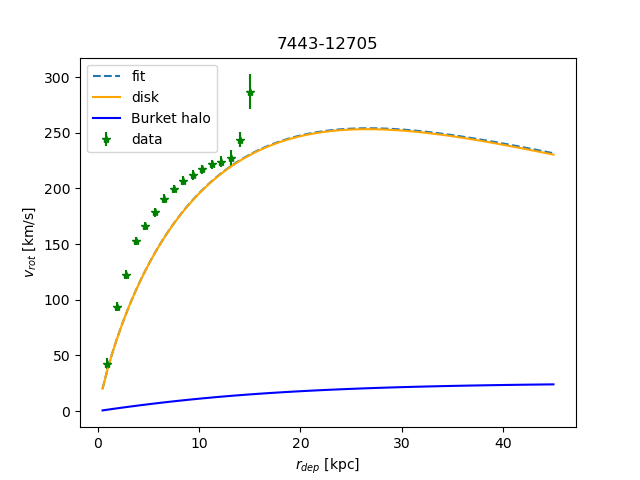 7443-12705
fit
disk
Burket halo
data
300
250
200
150
100
50
0
v_rot [km/s]
0 10 20 30 40
r_dep [kpc]